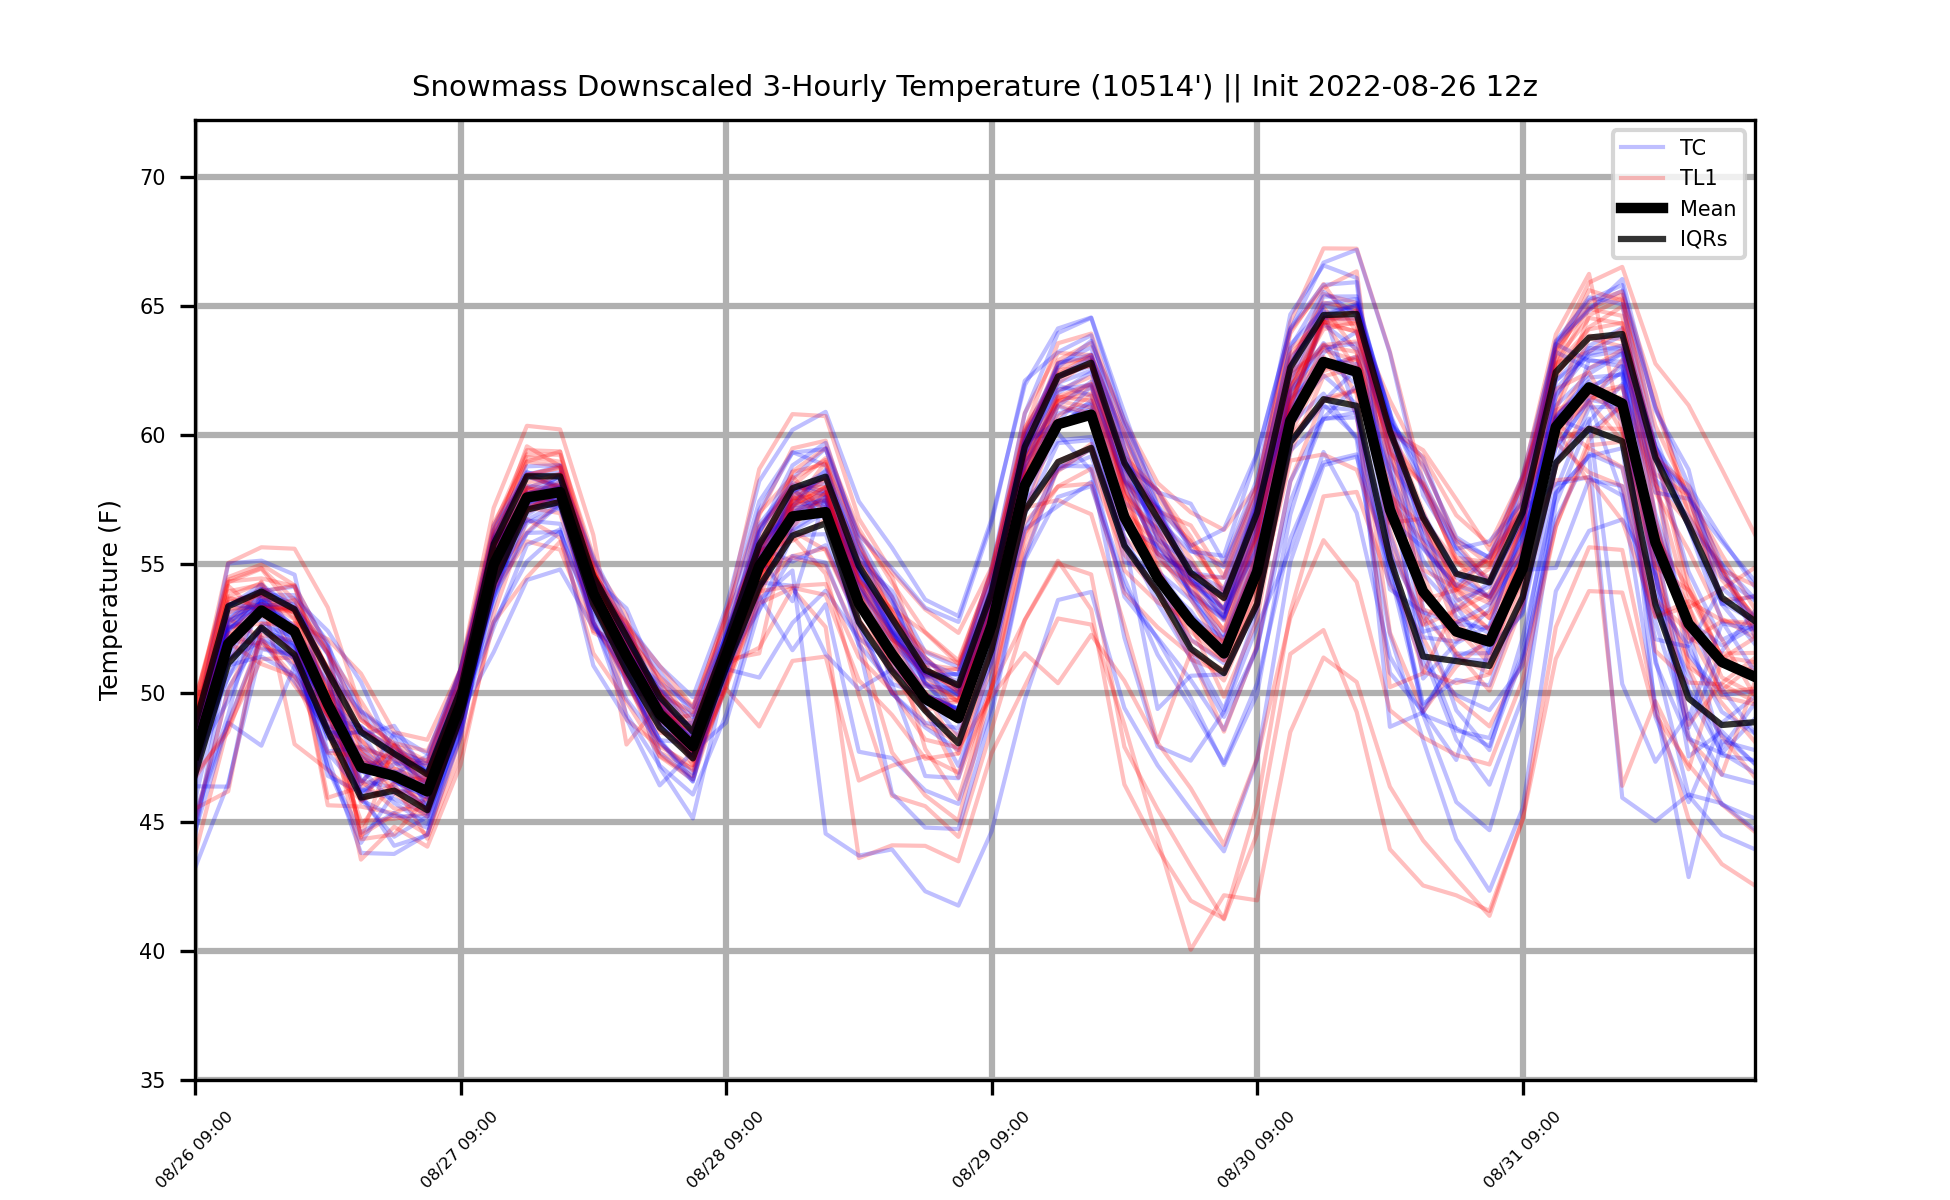 Snowmass Downscaled 3-Hourly Temperature (10514') || Init 2022-08-26 12z
TC
TL1
Mean
IQRs
Temperature (F)
70
65
60
55
50
45
40
35
08/26 09:00
08/27 09:00
08/28 09:00
08/29 09:00
08/30 09:00
08/31 09:00